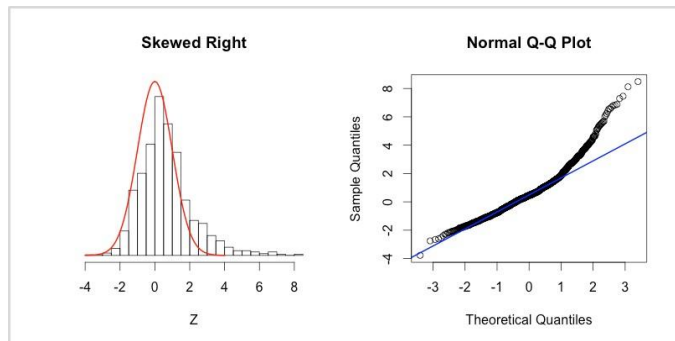 Skewed Right
-4 -2 0 2 4 6 8
Z
Normal Q-Q Plot
Sample Quantiles
8
6
4
2
0
-2
-4
-3 -2 -1 0 1 2 3
Theoretical Quantiles